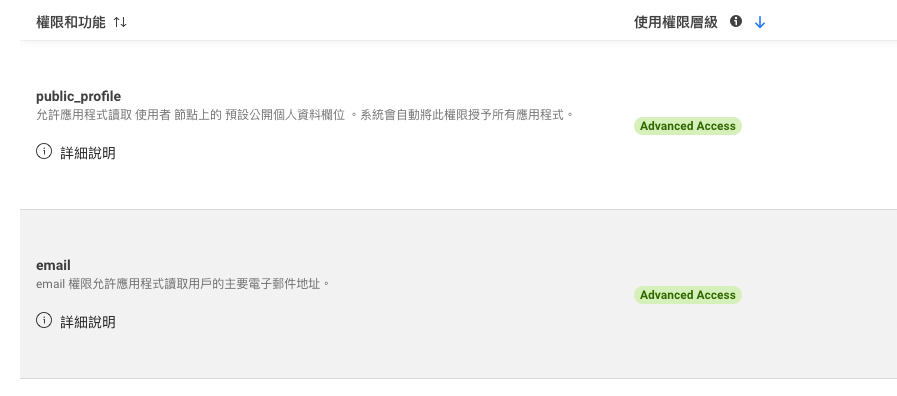 權限和功能 ↑↓ 使用權限層級 ↓
public_profile
允許應用程式讀取 使用者 節點上的 預設公開個人資料欄位 。系統會自動將此權限授予所有應用程式。
Advanced Access
詳細說明
email
email 權限允許應用程式讀取用戶的主要電子郵件地址。
Advanced Access
詳細說明